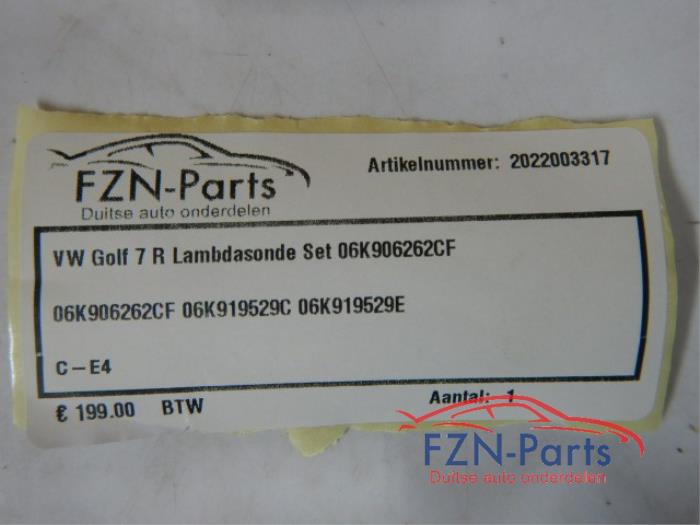 FZN-Parts
Duitse auto onderdelen
Artikelnummer: 2022003317
VW Golf 7 R Lambdasonde Set 06K906262CF
06K906262CF 06K919529C 06K919529E
C-E4
€ 199.00 BTW
Aantal: 1
FZN-Parts
Duitse auto onderdelen